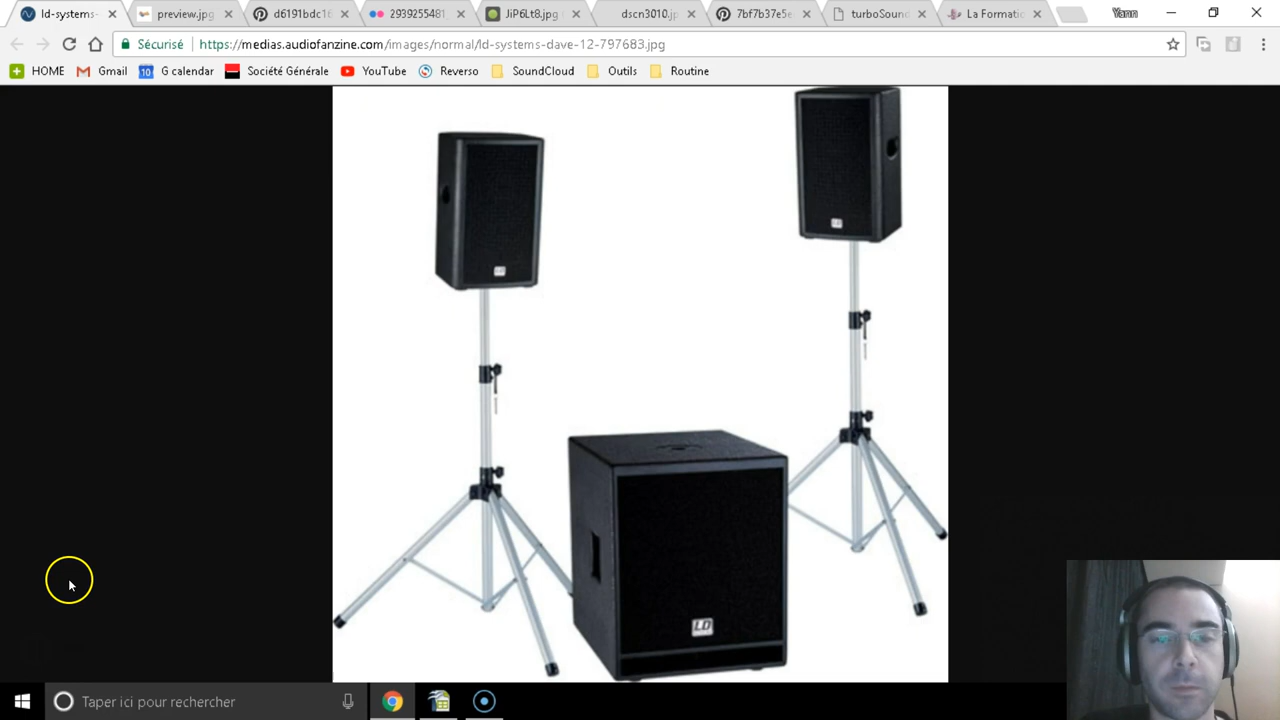 ld-systems-
preview.jpg
d6191bdc1
2939255481
JiP6Lt8.jpg
dscn3010.jp
7bf7b37e5e
turboSound
La Formatio
Yann
Sécurisé
https://medias.audiofanzine.com/images/normal/ld-systems-dave-12-797683.jpg
HOME
Gmail
10
G calendar
Société Générale
YouTube
Reverso
SoundCloud
Outils
Routine
LD
LD
LD
Taper ici pour rechercher